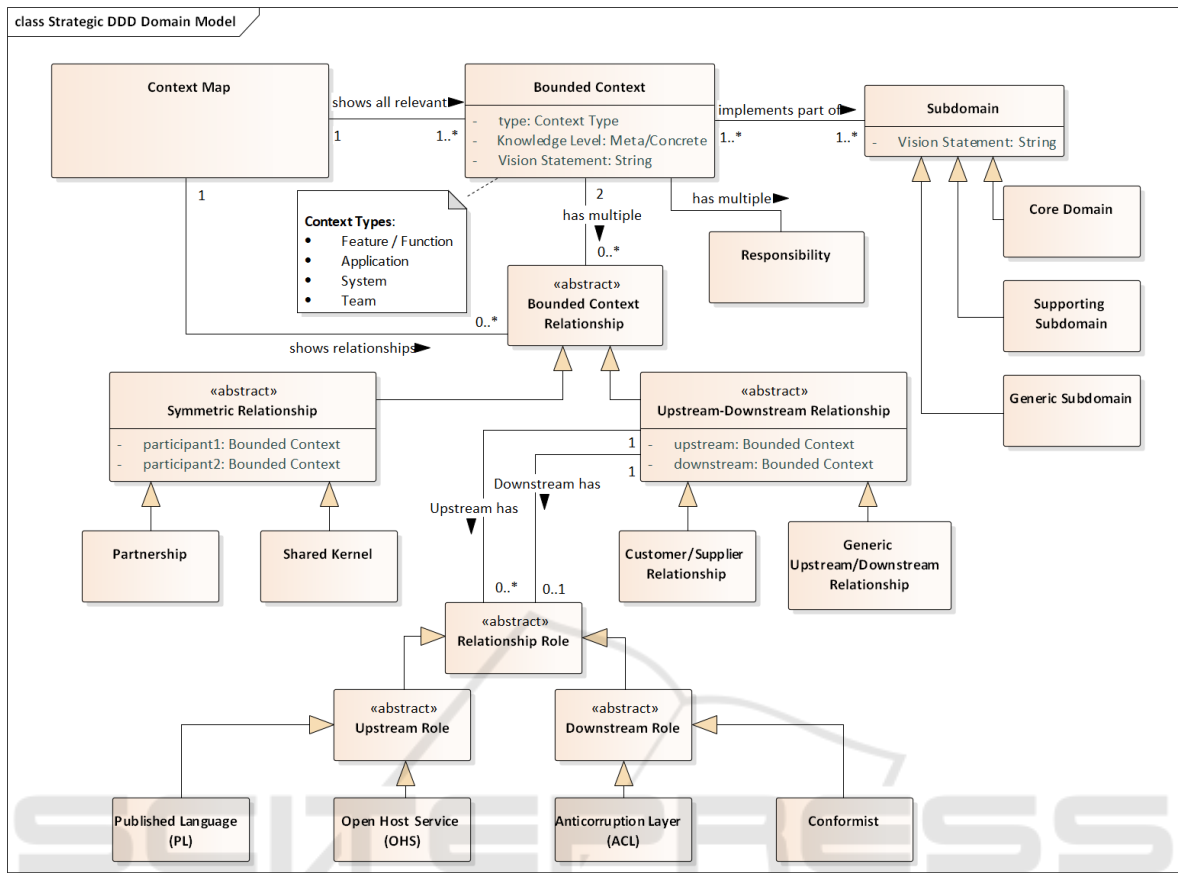 class Strategic DDD Domain Model
Context Map
shows all relevant
1
1..*
Bounded Context
- type: Context Type
- Knowledge Level: Meta/Concrete
- Vision Statement: String
implements part of
1..*
1..*
Subdomain
- Vision Statement: String
1
Context Types:
• Feature / Function
• Application
• System
• Team
2
has multiple
0..*
has multiple
Responsibility
Core Domain
Supporting
Subdomain
Generic Subdomain
«abstract»
Bounded Context
Relationship
0..*
shows relationships
«abstract»
Symmetric Relationship
- participant1: Bounded Context
- participant2: Bounded Context
«abstract»
Upstream-Downstream Relationship
- upstream: Bounded Context
- downstream: Bounded Context
1
1
Downstream has
Upstream has
Partnership
Shared Kernel
Customer/Supplier
Relationship
Generic
Upstream/Downstream
Relationship
0..*
0..1
«abstract»
Relationship Role
«abstract»
Upstream Role
«abstract»
Downstream Role
Published Language
(PL)
Open Host Service
(OHS)
Anticorruption Layer
(ACL)
Conformist
SCITEPRESS